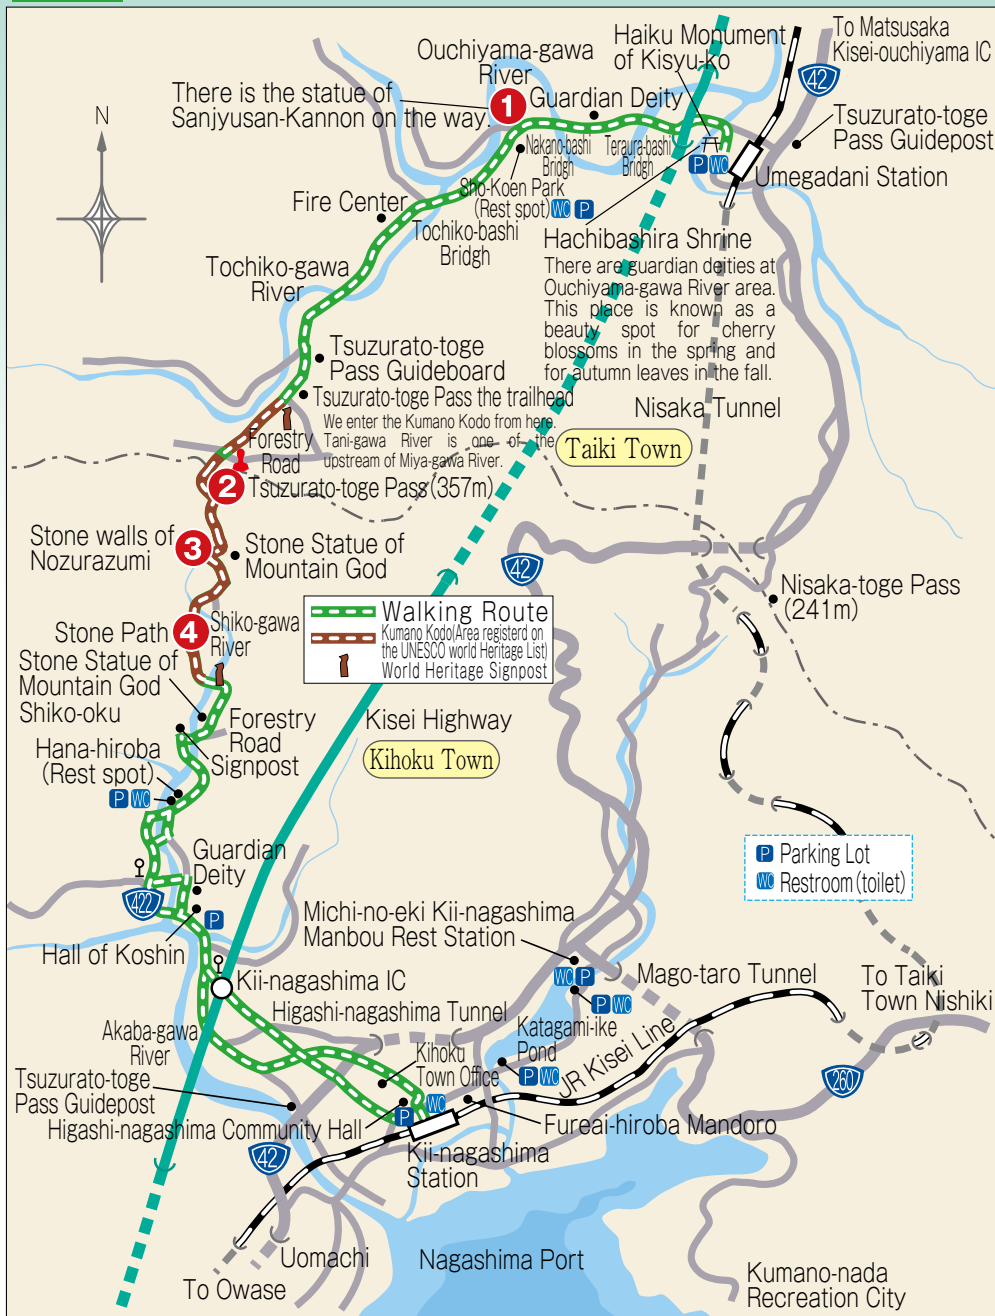 To Matsusaka
Kisei-ouchiyama IC
42
Haiku Monument
of Kisyu-ko
Ouchiyama-gawa
River
There is the statue of
Sanjyusan-Kannon on the way.
1
Guardian Deity
Tsuzurato-toge
Pass Guidepost
N
Nakano-bashi
Bridgh
Teraura-bashi
Bridgh
P WC
Umegadani Station
Sho-Koen Park
(Rest spot) WC P
Fire Center
Tochiko-bashi
Bridgh
Hachibashira Shrine
There are guardian deities at
Ouchiyama-gawa River area.
This place is known as a
beauty spot for cherry
blossoms in the spring and
for autumn leaves in the fall.
Tochiko-gawa
River
Tsuzurato-toge
Pass Guideboard
Tsuzurato-toge Pass the trailhead
We enter the Kumano Kodo from here.
Tani-gawa River is one of the
upstream of Miya-gawa River.
Nisaka Tunnel
Forestry
Road
Taiki Town
2
Tsuzurato-toge Pass (357m)
Stone walls of
Nozurazumi
3
Stone Statue of
Mountain God
42
Nisaka-toge Pass
(241m)
Walking Route
Kumano Kodo(Area registerd on
the UNESCO world Heritage List)
World Heritage Signpost
Stone Path
4
Shiko-gawa
River
Stone Statue of
Mountain God
Shiko-oku
Forestry
Road
Signpost
Kisei Highway
Kihoku Town
Hana-hiroba
(Rest spot)
P WC
P Parking Lot
WC Restroom (toilet)
Guardian
Deity
422
P
Hall of Koshin
Michi-no-eki Kii-nagashima
Manbou Rest Station
WC P
P WC
Mago-taro Tunnel
To Taiki
Town Nishiki
Kii-nagashima IC
Higashi-nagashima Tunnel
Akaba-gawa
River
Katagami-ike
Pond
P WC
JR Kisei Line
Kihoku
Town Office
260
Tsuzurato-toge
Pass Guidepost
WC
P
Higashi-nagashima Community Hall
Fureai-hiroba Mandoro
42
Kii-nagashima
Station
Uomachi
Nagashima Port
To Owase
Kumano-nada
Recreation City